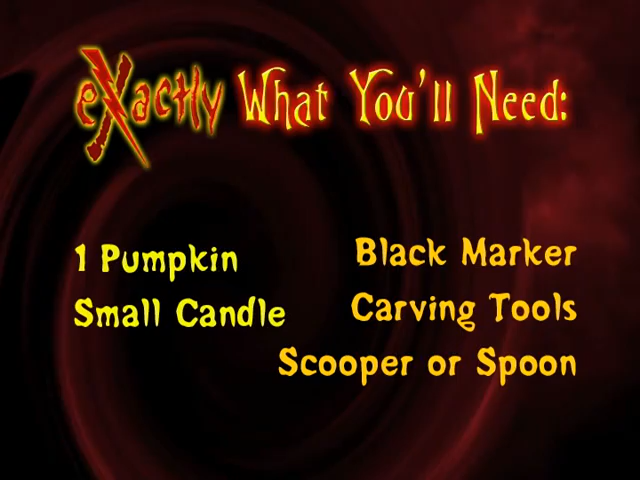 eXactly What You'll Need:
1 Pumpkin
Small Candle
Black Marker
Carving Tools
Scooper or Spoon